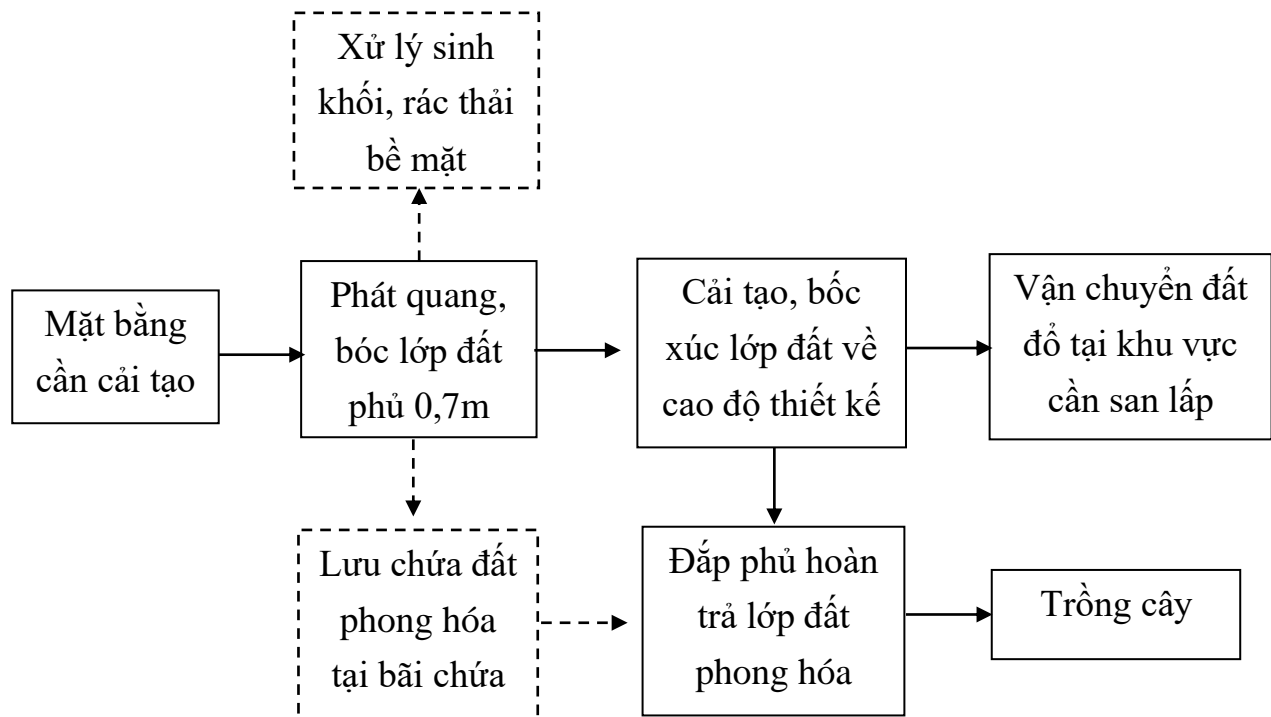 Xử lý sinh
khối, rác thải
bề mặt
Mặt bằng
cần cải tạo
Phát quang,
bóc lớp đất
phủ 0,7m
Cải tạo, bốc
xúc lớp đất về
cao độ thiết kế
Vận chuyển đất
đổ tại khu vực
cần san lấp
Lưu chứa đất
phong hóa
tại bãi chứa
Đắp phủ hoàn
trả lớp đất
phong hóa
Trồng cây